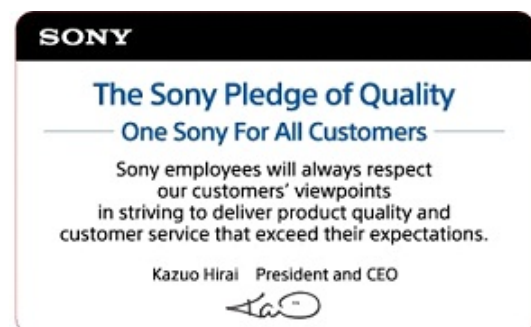 SONY
The Sony Pledge of Quality
One Sony For All Customers
Sony employees will always respect
our customers' viewpoints
in striving to deliver product quality and
customer service that exceed their expectations.
Kazuo Hirai President and CEO